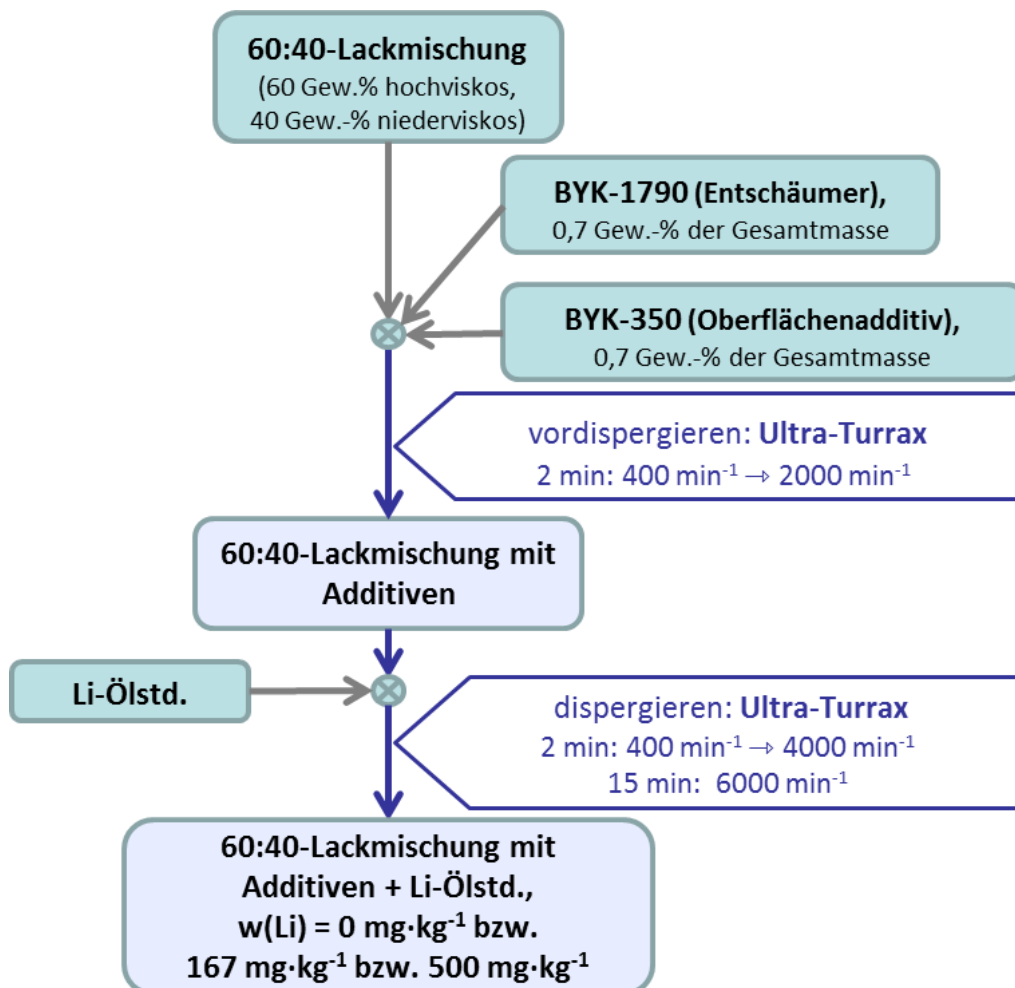 60:40-Lackmischung
(60 Gew.% hochviskos,
40 Gew.-% niederviskos)
BYK-1790 (Entschäumer),
0,7 Gew.-% der Gesamtmasse
BYK-350 (Oberflächenadditiv),
0,7 Gew.-% der Gesamtmasse
vordispergieren: Ultra-Turrax
2 min: 400 min⁻¹ → 2000 min⁻¹
60:40-Lackmischung mit
Additiven
Li-Ölstd.
dispergieren: Ultra-Turrax
2 min: 400 min⁻¹ → 4000 min⁻¹
15 min: 6000 min⁻¹
60:40-Lackmischung mit
Additiven + Li-Ölstd.,
w(Li) = 0 mg·kg⁻¹ bzw.
167 mg·kg⁻¹ bzw. 500 mg·kg⁻¹